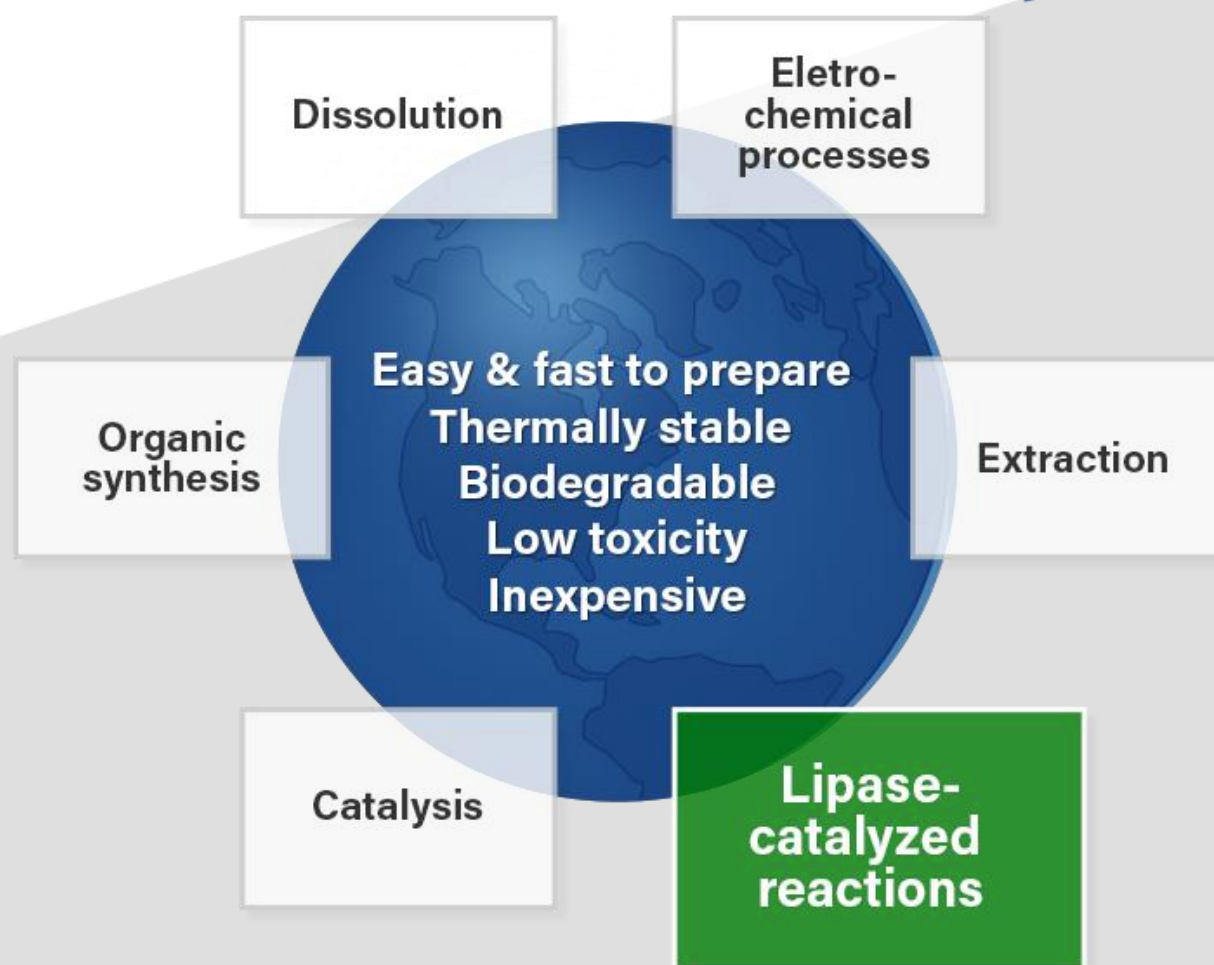 Dissolution
Eletro-
chemical
processes
Organic
synthesis
Easy & fast to prepare
Thermally stable
Biodegradable
Low toxicity
Inexpensive
Extraction
Catalysis
Lipase-
catalyzed
reactions